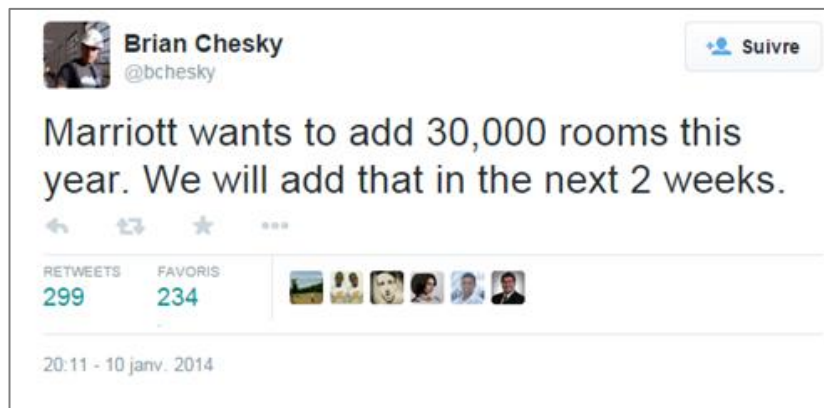 Brian Chesky
@bchesky
Suivre
Marriott wants to add 30,000 rooms this
year. We will add that in the next 2 weeks.
RETWEETS FAVORIS
299 234
20:11 - 10 janv. 2014